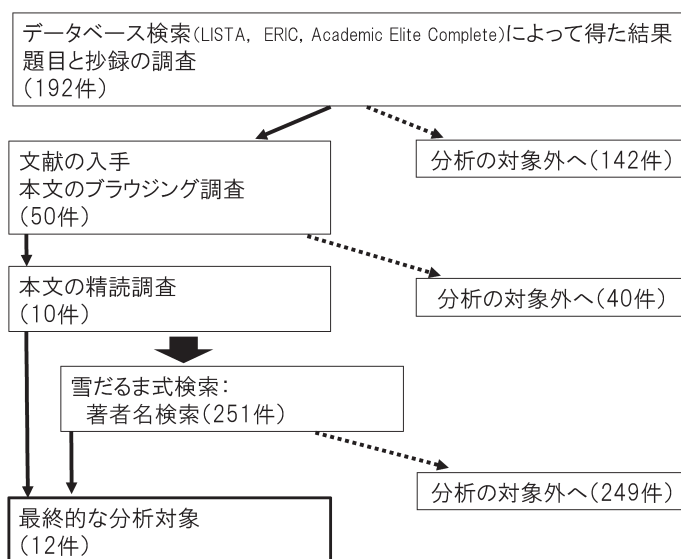 データベース検索(LISTA, ERIC, Academic Elite Complete)によって得た結果
題目と抄録の調査
(192件)
文献の入手
本文のブラウジング調査
(50件)
分析の対象外へ(142件)
本文の精読調査
(10件)
分析の対象外へ(40件)
雪だるま式検索:
著者名検索(251件)
分析の対象外へ(249件)
最終的な分析対象
(12件)